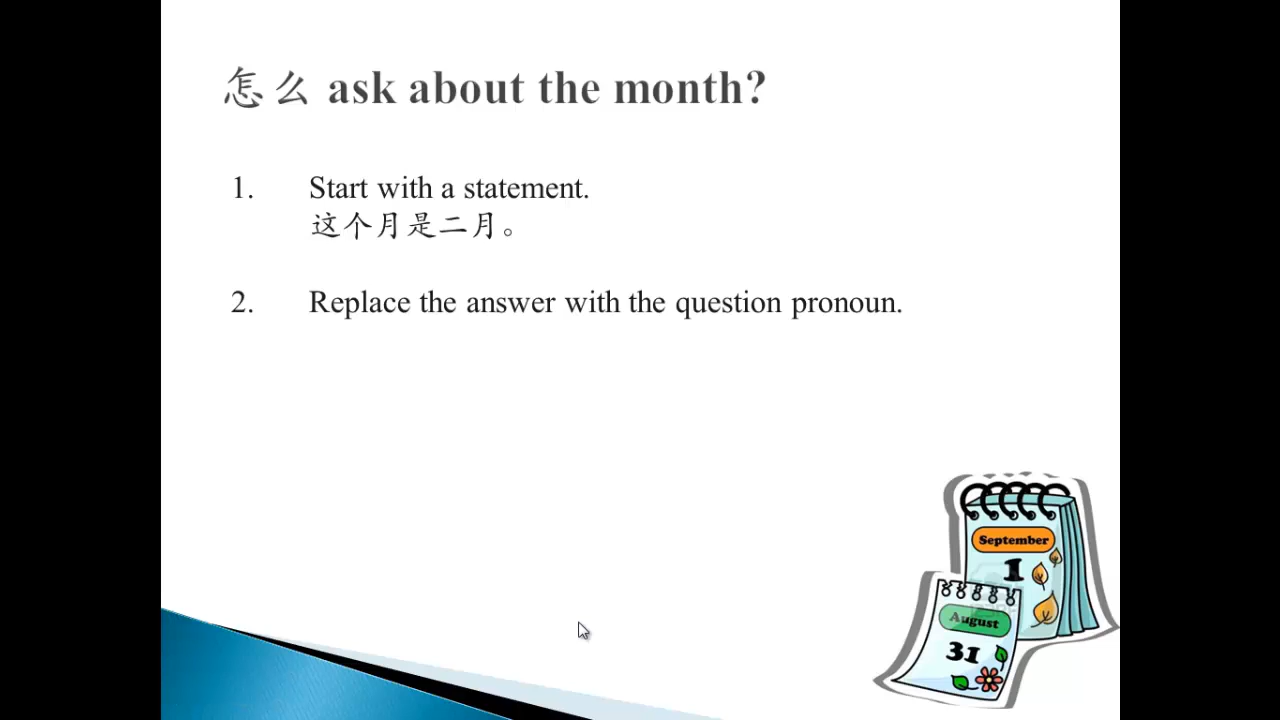 怎么 ask about the month?
1. Start with a statement.
这个月是二月。
2. Replace the answer with the question pronoun.
September
1
August
31